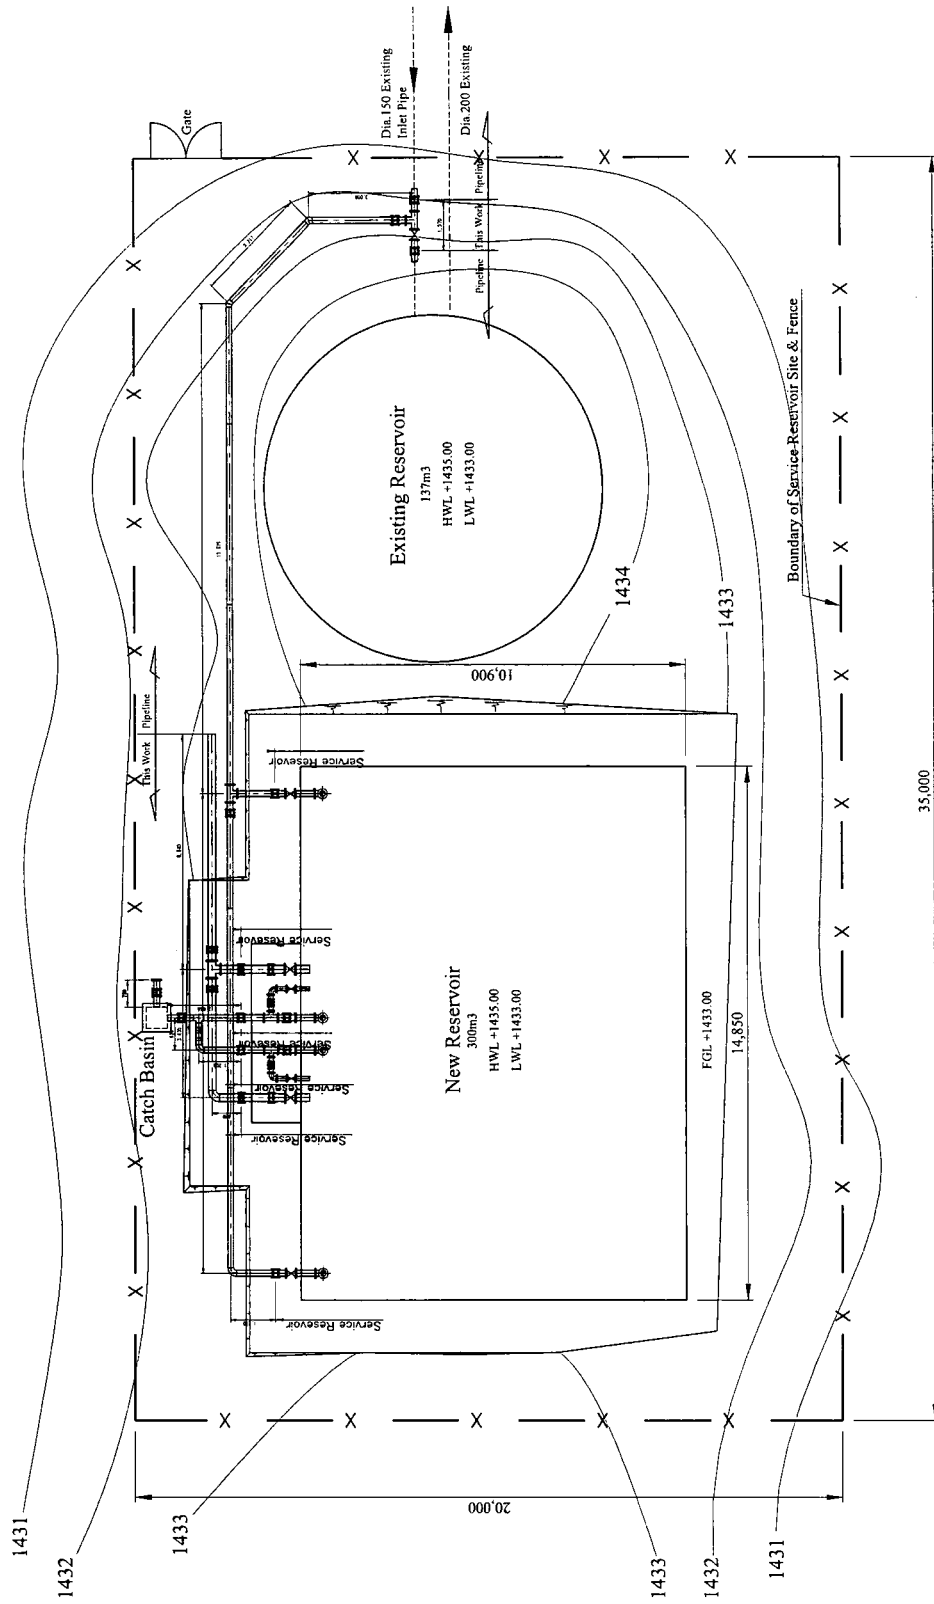 1431
1432
1433
1433
1432
1431
20,000
Catch Basin
Service Resevoir
Service Resevoir
Service Resevoir
Service Resevoir
Service Resevoir
New Reservoir
300m3
HWL +1435.00
LWL +1433.00
FGL +1433.00
14,850
10,900
This Work
Pipeline
1434
1433
Existing Reservoir
137m3
HWL +1435.00
LWL +1433.00
Boundary of Service-Reservoir Site & Fence
35,000
Pipeline
This Work
Pipeline
Gate
Dia.150 Existing
Inlet Pipe
Dia.200 Existing